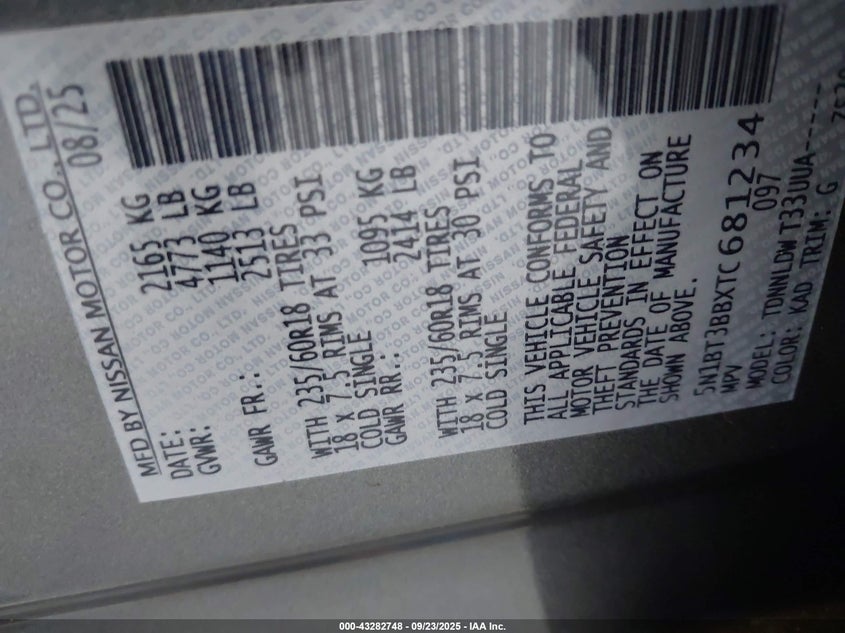 MFD BY NISSAN MOTOR CO., LTD.
DATE: 08/25
GVWR: 2165 KG
4773 LB
GAWR FR.: 1140 KG
2513 LB
WITH 235/60R18 TIRES
18 X 7.5 RIMS AT 33 PSI
COLD SINGLE
GAWR RR.: 1095 KG
2414 LB
WITH 235/60R18 TIRES
18 X 7.5 RIMS AT 30 PSI
COLD SINGLE
THIS VEHICLE CONFORMS TO
ALL APPLICABLE FEDERAL
MOTOR VEHICLE SAFETY AND
THEFT PREVENTION
STANDARDS IN EFFECT ON
THE DATE OF MANUFACTURE
SHOWN ABOVE.
5N1BT3BBXTC681234
MPV 097
MODEL: TDNNLDW T33UUA------
COLOR: KAD TRIM: G
000-43282748 - 09/23/2025 - IAA Inc.